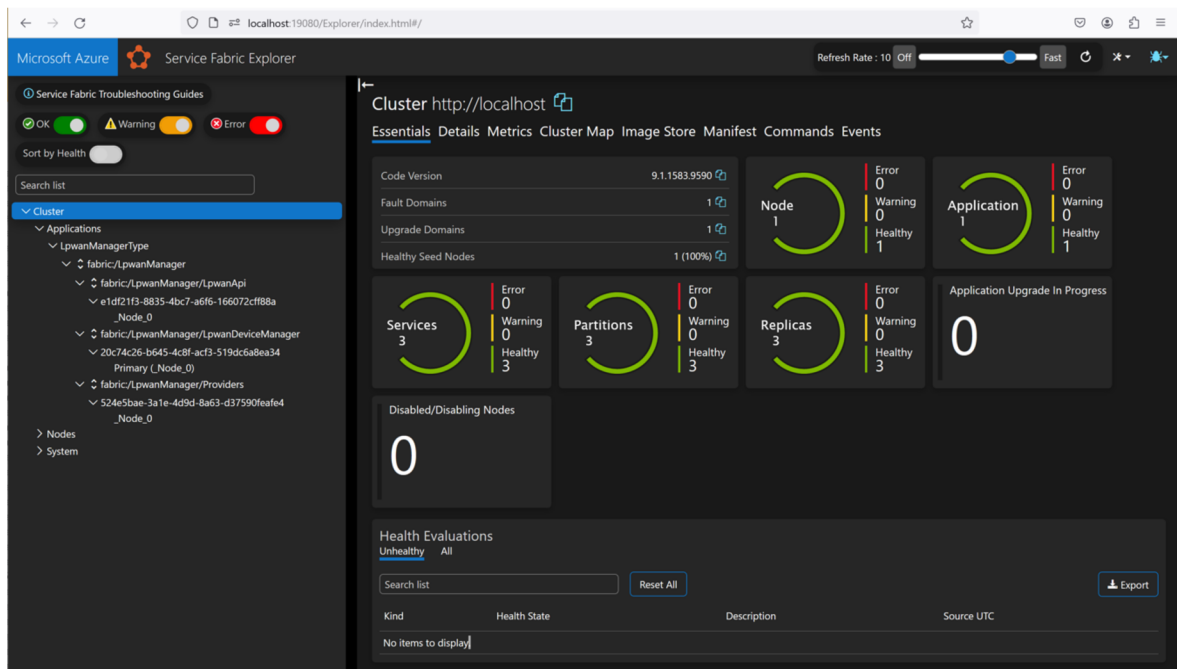 localhost:19080/Explorer/index.html#/
Microsoft Azure
Service Fabric Explorer
Refresh Rate : 10 Off Fast
Service Fabric Troubleshooting Guides
OK Warning Error
Sort by Health
Search list
Cluster
Applications
LpwanManagerType
fabric:/LpwanManager
fabric:/LpwanManager/LpwanApi
e1df21f3-8835-4bc7-a6f6-166072cff88a
_Node_0
fabric:/LpwanManager/LpwanDeviceManager
20c74c26-b645-4c8f-acf3-519dc6a8ea34
Primary (_Node_0)
fabric:/LpwanManager/Providers
524e5bae-3a1e-4d9d-8a63-d37590feafe4
_Node_0
Nodes
System
Cluster http://localhost
Essentials Details Metrics Cluster Map Image Store Manifest Commands Events
Code Version 9.1.1583.9590
Fault Domains 1
Upgrade Domains 1
Healthy Seed Nodes 1 (100%)
Node
1
Error
0
Warning
0
Healthy
1
Application
1
Error
0
Warning
0
Healthy
1
Services
3
Error
0
Warning
0
Healthy
3
Partitions
3
Error
0
Warning
0
Healthy
3
Replicas
3
Error
0
Warning
0
Healthy
3
Application Upgrade In Progress
0
Disabled/Disabling Nodes
0
Health Evaluations
Unhealthy All
Search list
Reset All
Export
Kind Health State Description Source UTC
No items to display